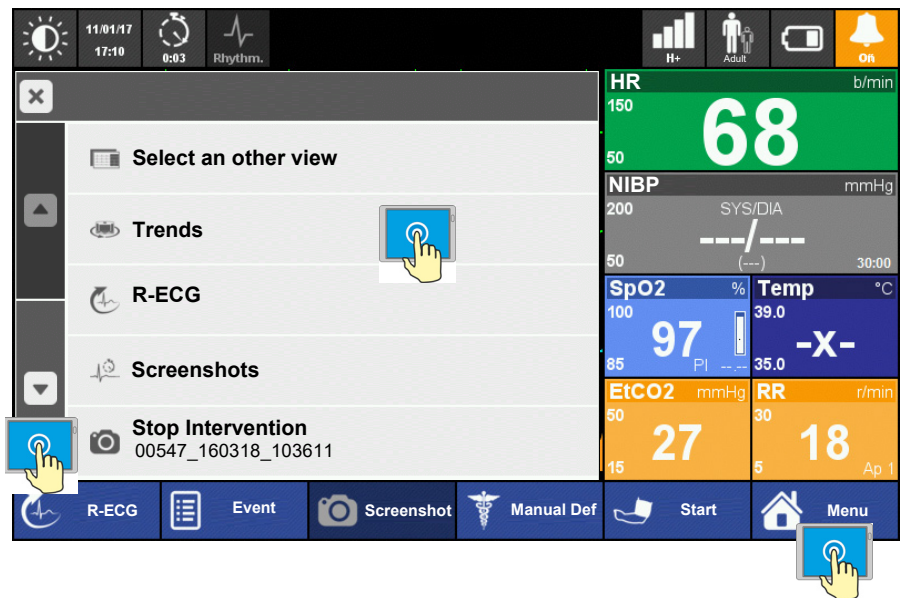 11/01/17
17:10
0:03
Rhythm.
H+
Adult
Off
Select an other view
Trends
R-ECG
Screenshots
Stop Intervention
00547_160318_103611
HR b/min
150
68
50
NIBP mmHg
200 SYS/DIA
---/---
50 (---) 30:00
SpO2 %
100
97
85 PI --.--
Temp °C
39.0
-X-
35.0
EtCO2 mmHg
50
27
15
RR r/min
30
18
5 Ap 1
R-ECG
Event
Screenshot
Manual Def
Start
Menu